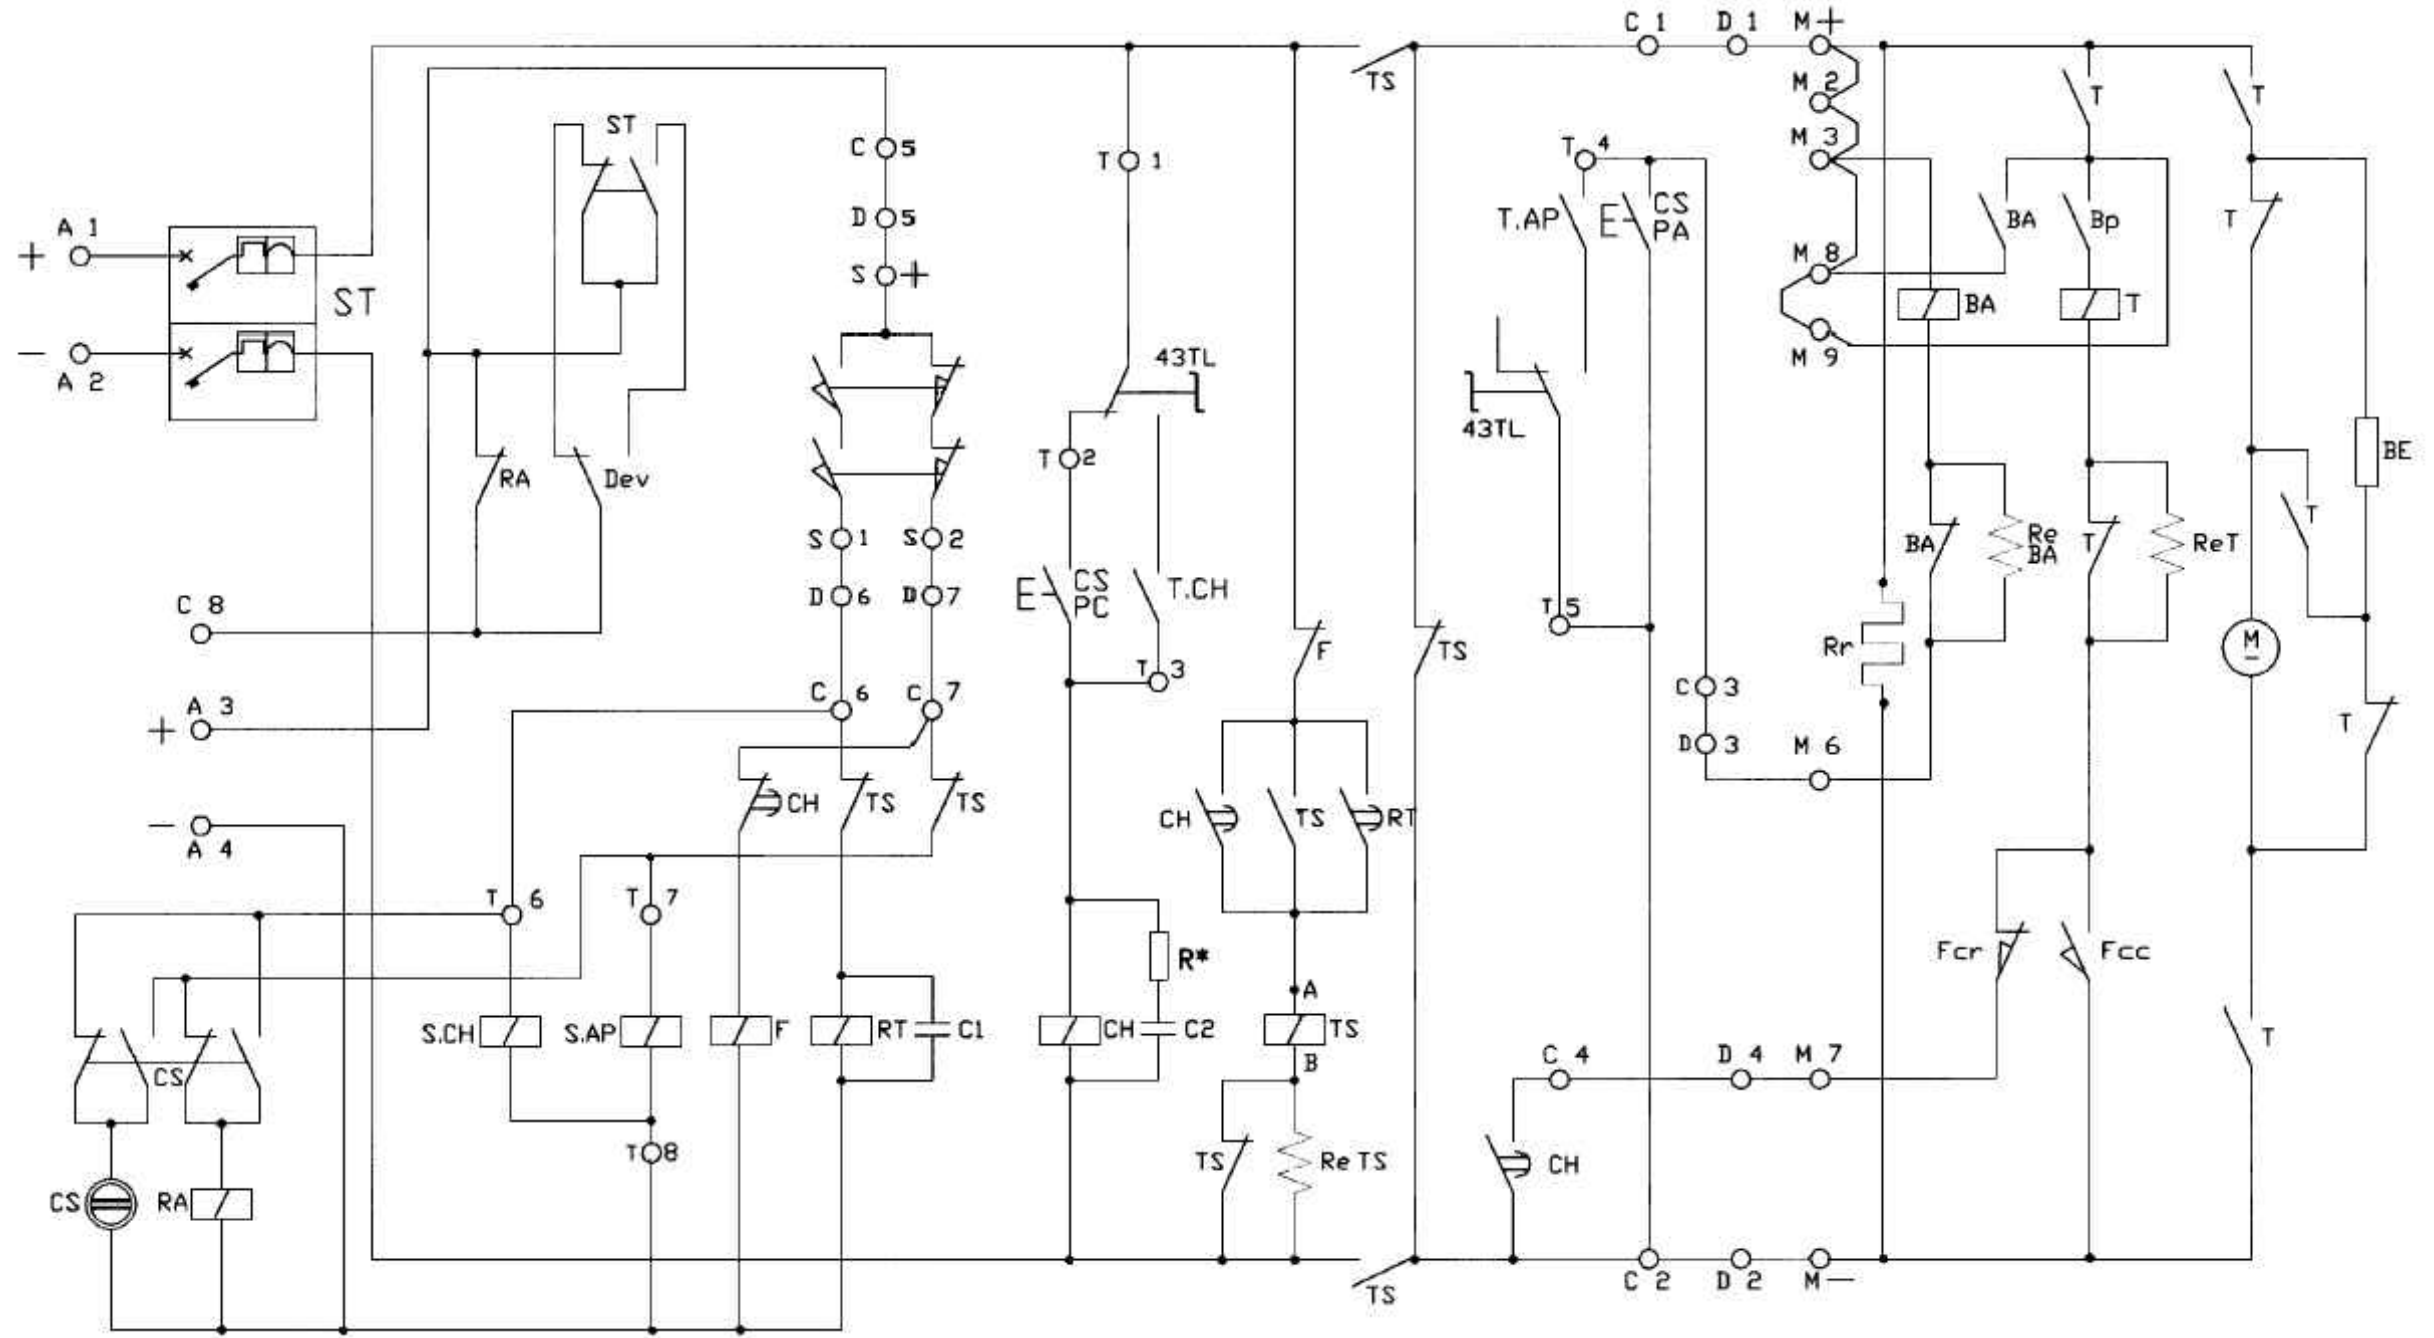 C 1 D 1 M +
TS
M 2
T
T
ST
C 5
T 1
M 3
T 4
D 5
T.AP
E
CS
PA
BA
Bp
T
A 1
+
S +
M 8
ST
BA
T
-
A 2
43TL
M 9
43TL
T 2
BE
RA
Dev
S 1
S 2
BA
Re
BA
T
ReT
T
D 6
D 7
E
CS
PC
T.CH
C 8
T 5
F
TS
Rr
M
T 3
C 6
C 7
C 3
A 3
+
T
D 3
M 6
CH
TS
TS
CH
TS
RT
-
A 4
T 6
T 7
R*
Fcr
Fcc
A
S.CH
S.AP
F
RT
C1
CH
C2
TS
T
B
C 4
D 4
M 7
CS
T 8
TS
Re TS
CH
CS
RA
TS
C 2
D 2
M -